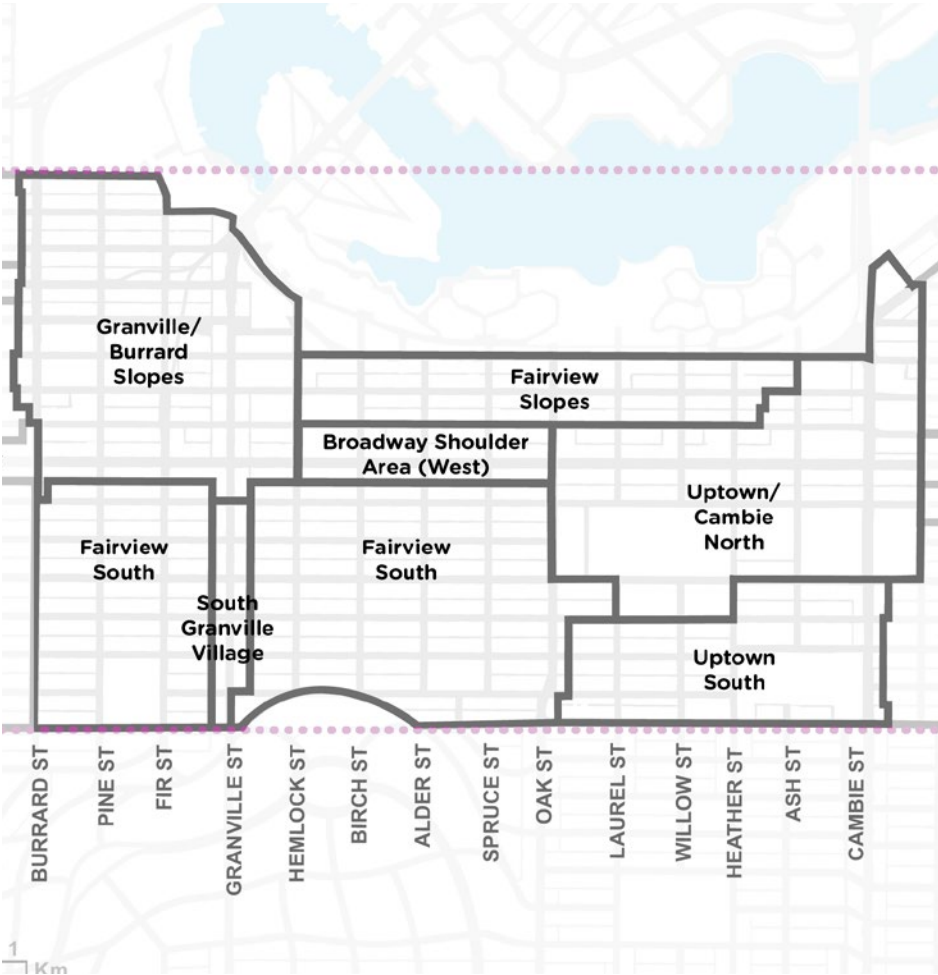 Granville/
Burrard
Slopes
Fairview
Slopes
Broadway Shoulder
Area (West)
Uptown/
Cambie
North
Fairview
South
Fairview
South
South
Granville
Village
Uptown
South
BURRARD ST
PINE ST
FIR ST
GRANVILLE ST
HEMLOCK ST
BIRCH ST
ALDER ST
SPRUCE ST
OAK ST
LAUREL ST
WILLOW ST
HEATHER ST
ASH ST
CAMBIE ST
1
Km